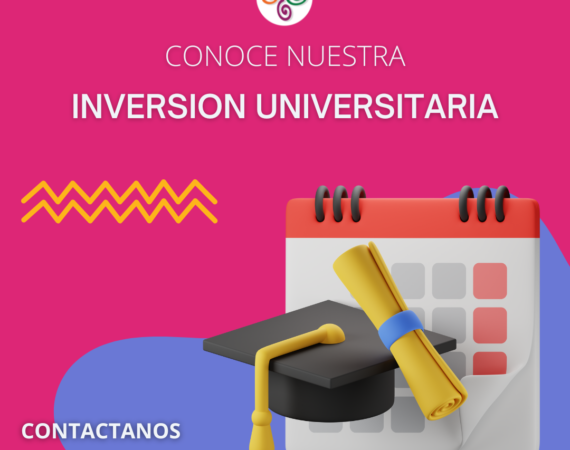 CONOCE NUESTRA
INVERSION UNIVERSITARIA
CONTACTANOS